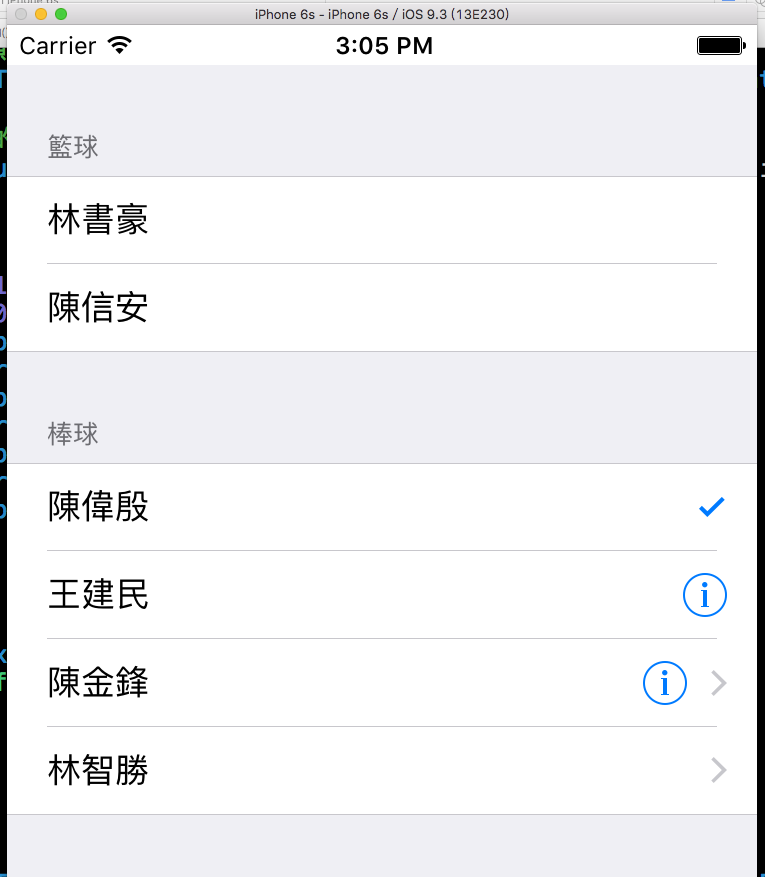 iPhone 6s - iPhone 6s / iOS 9.3 (13E230)
Carrier 3:05 PM
籃球
林書豪
陳信安
棒球
陳偉殷
王建民
陳金鋒
林智勝